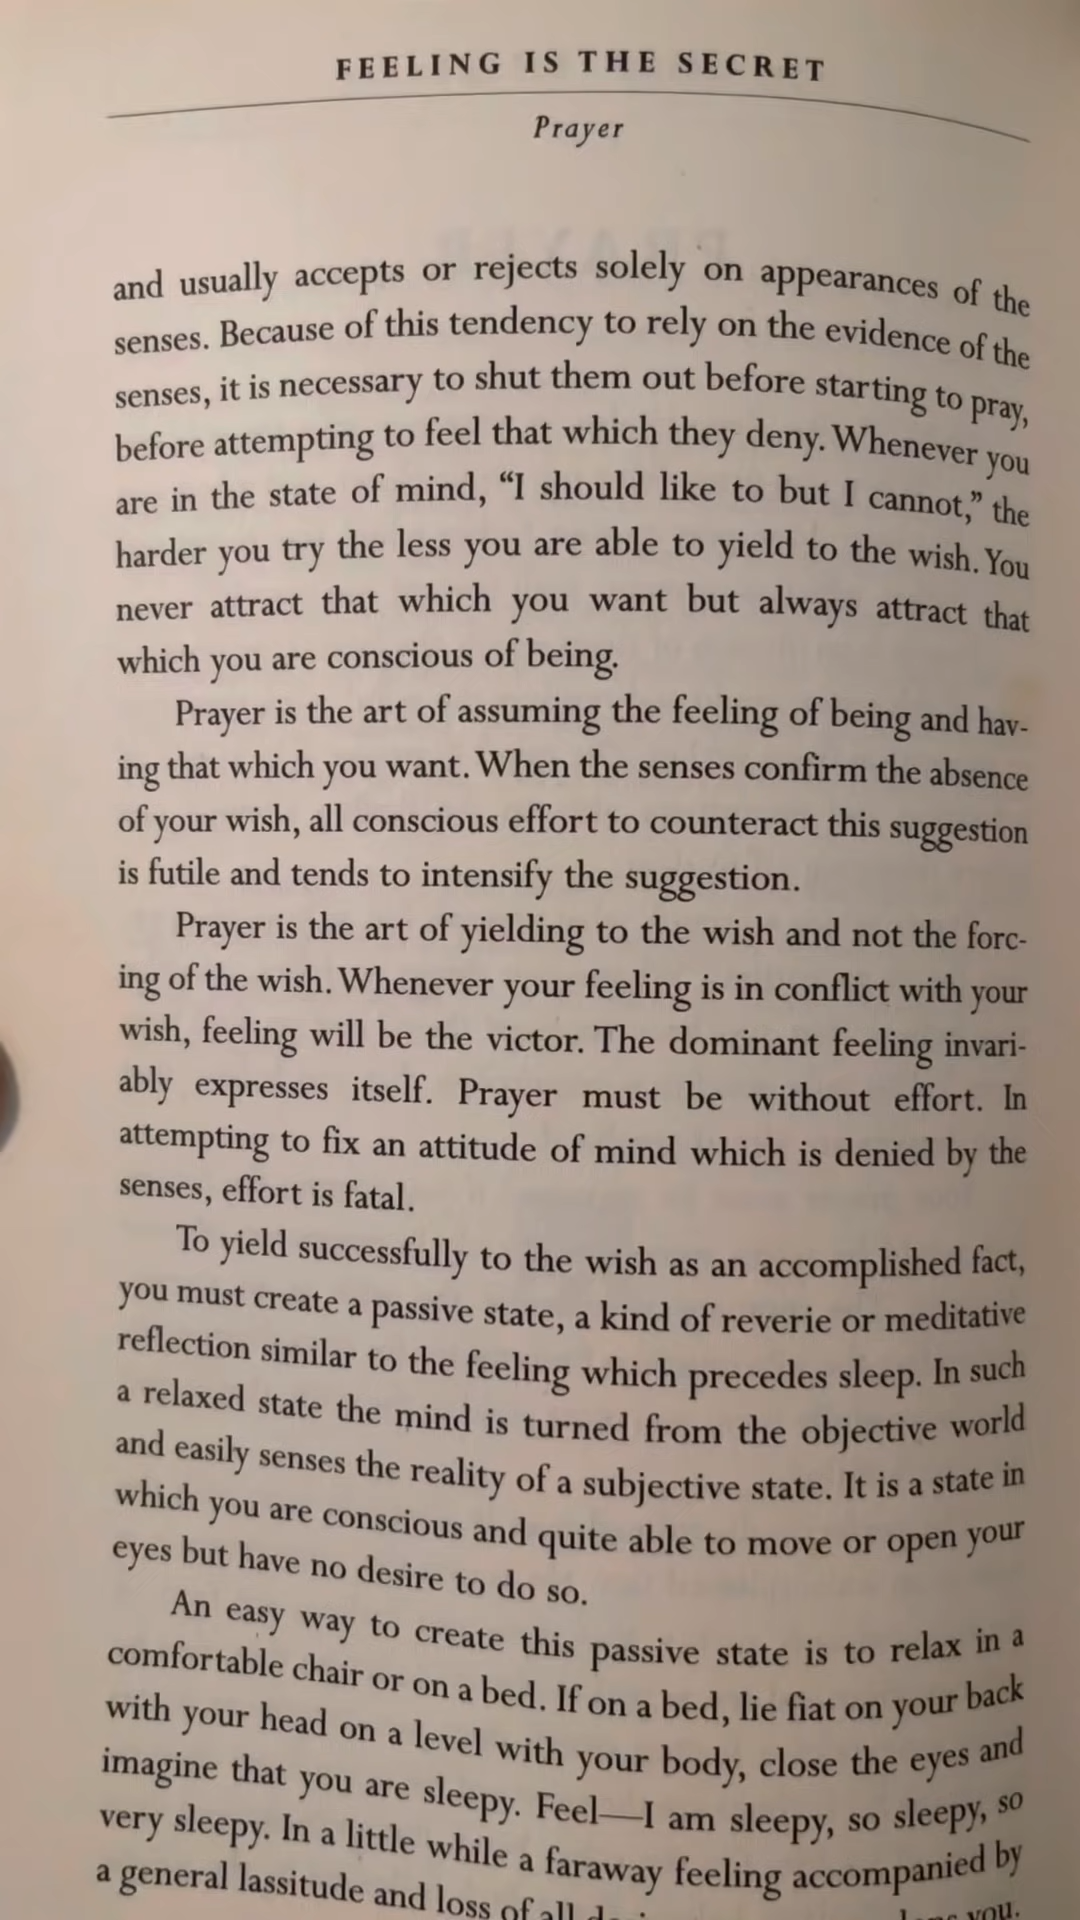 FEELING IS THE SECRET
Prayer
and usually accepts or rejects solely on appearances of the
senses. Because of this tendency to rely on the evidence of the
senses, it is necessary to shut them out before starting to pray,
before attempting to feel that which they deny. Whenever you
are in the state of mind, “I should like to but I cannot,” the
harder you try the less you are able to yield to the wish. You
never attract that which you want but always attract that
which you are conscious of being.
Prayer is the art of assuming the feeling of being and hav-
ing that which you want. When the senses confirm the absence
of your wish, all conscious effort to counteract this suggestion
is futile and tends to intensify the suggestion.
Prayer is the art of yielding to the wish and not the forc-
ing of the wish. Whenever your feeling is in conflict with your
wish, feeling will be the victor. The dominant feeling invari-
ably expresses itself. Prayer must be without effort. In
attempting to fix an attitude of mind which is denied by the
senses, effort is fatal.
To yield successfully to the wish as an accomplished fact,
you must create a passive state, a kind of reverie or meditative
reflection similar to the feeling which precedes sleep. In such
a relaxed state the mind is turned from the objective world
and easily senses the reality of a subjective state. It is a state in
which you are conscious and quite able to move or open your
eyes but have no desire to do so.
An easy way to create this passive state is to relax in a
comfortable chair or on a bed. If on a bed, lie fiat on your back
with your head on a level with your body, close the eyes and
imagine that you are sleepy. Feel—I am sleepy, so sleepy, so
very sleepy. In a little while a faraway feeling accompanied by
a general lassitude and loss of all you.